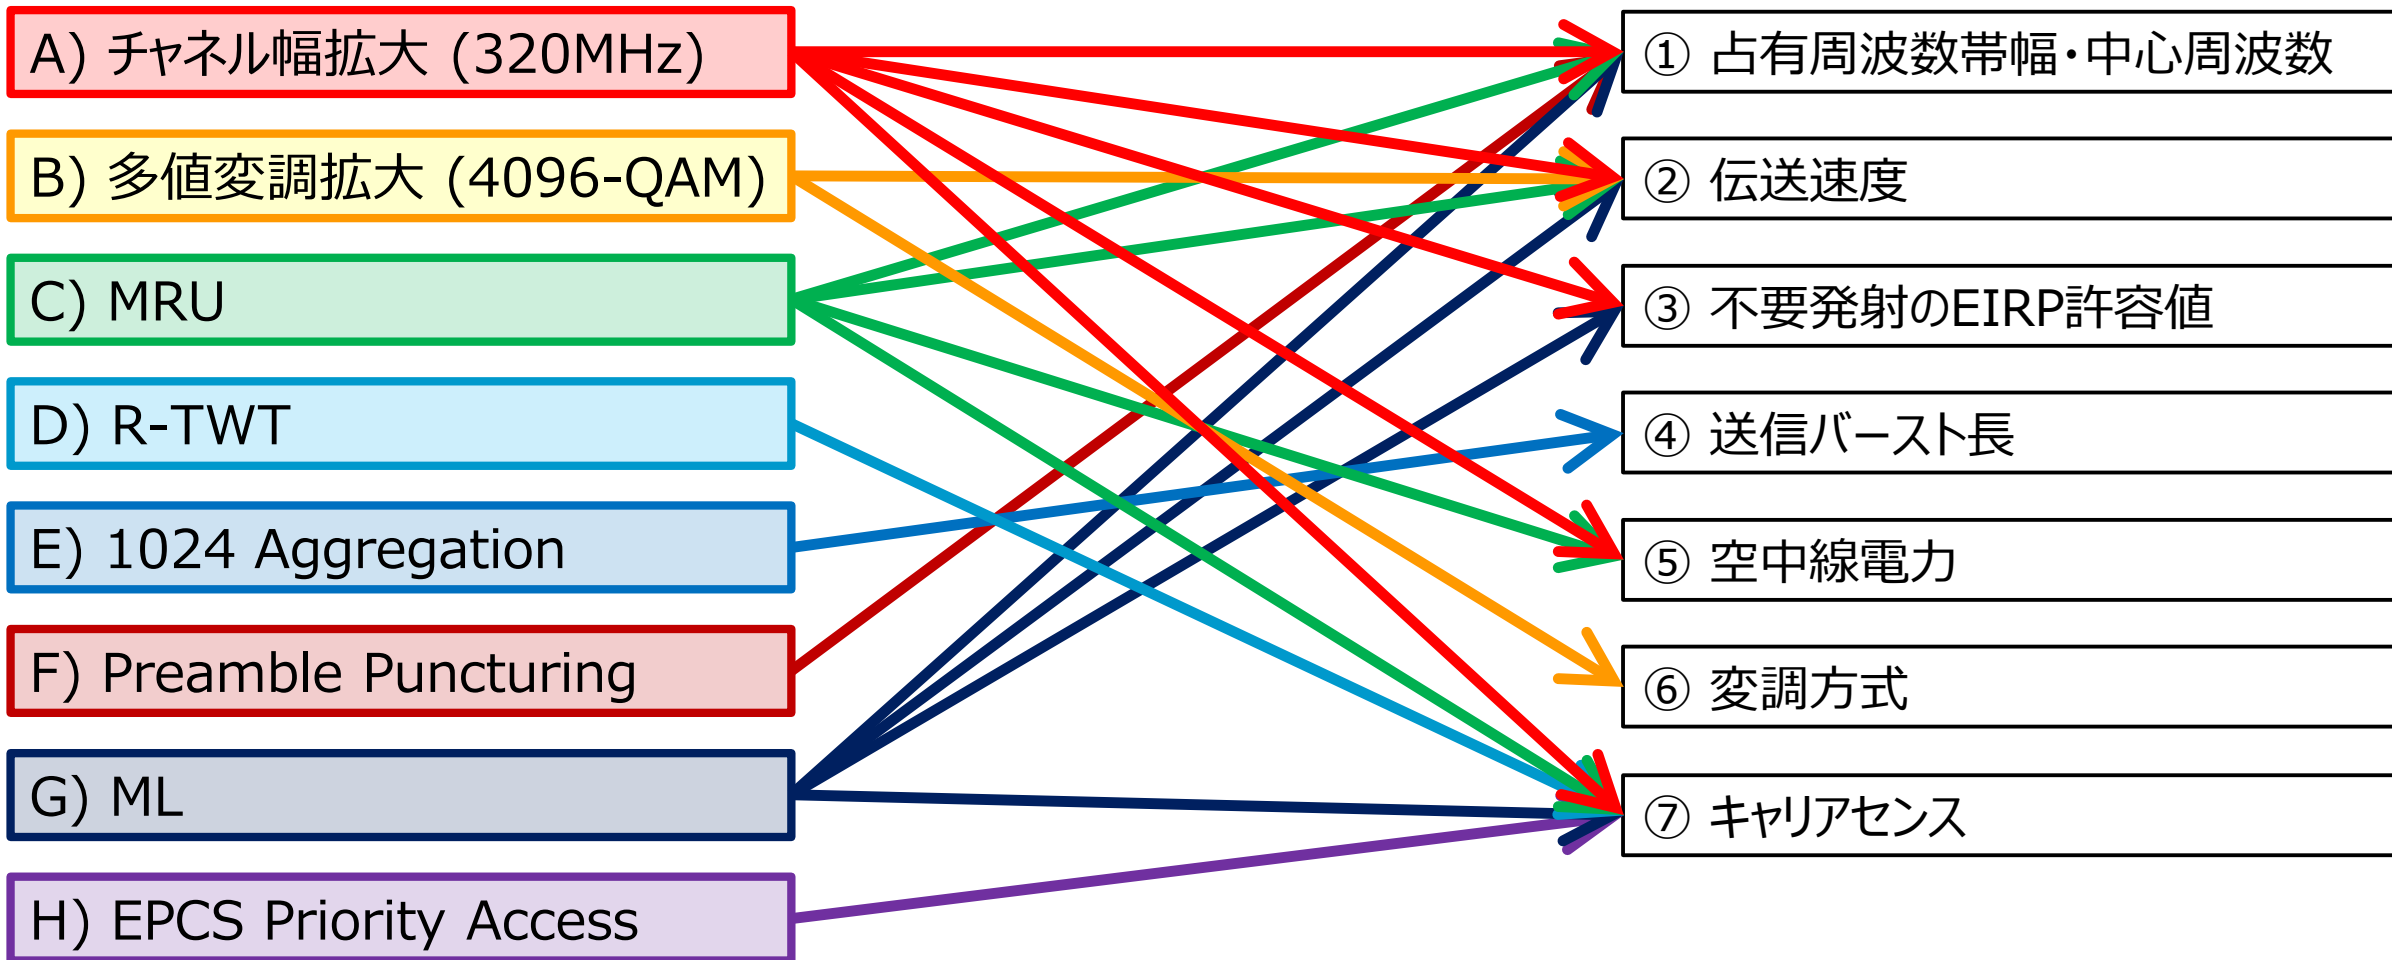 A) チャネル幅拡大 (320MHz)
B) 多値変調拡大 (4096-QAM)
C) MRU
D) R-TWT
E) 1024 Aggregation
F) Preamble Puncturing
G) ML
H) EPCS Priority Access
① 占有周波数帯幅・中心周波数
② 伝送速度
③ 不要発射のEIRP許容値
④ 送信バースト長
⑤ 空中線電力
⑥ 変調方式
⑦ キャリアセンス